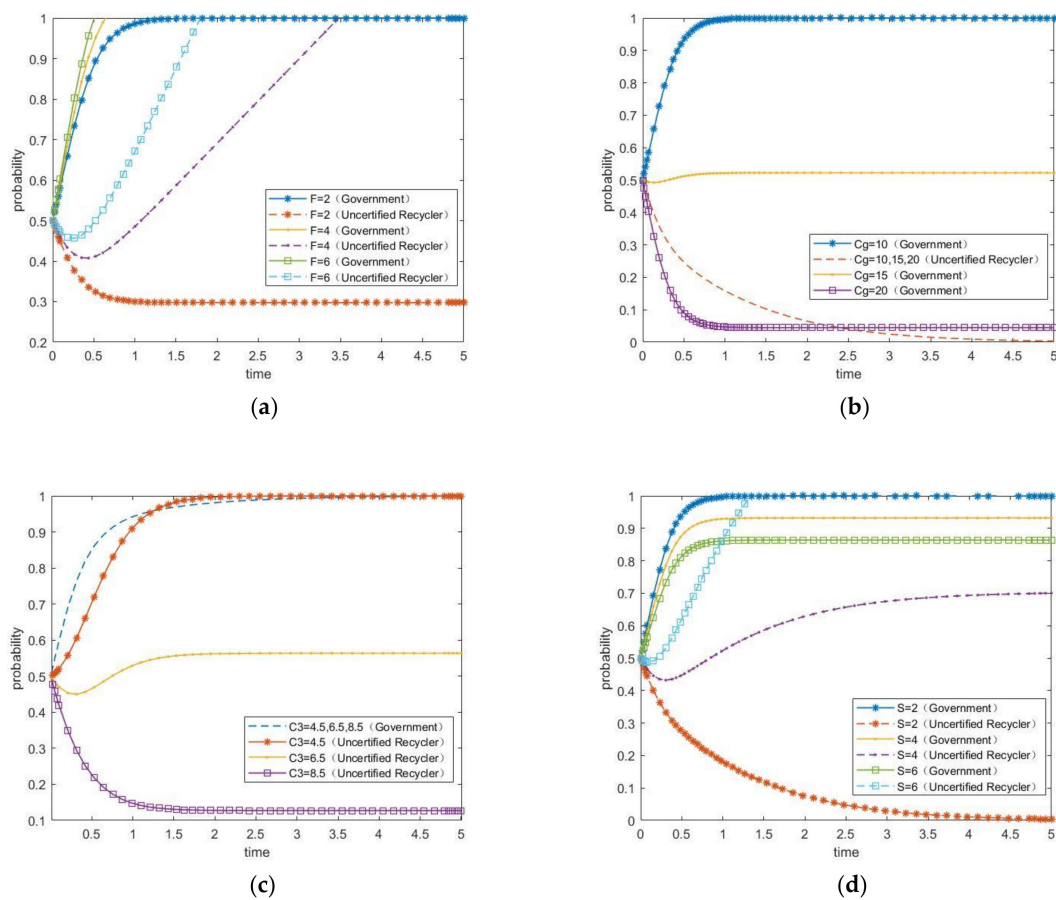 1
0.9
0.8
0.7
0.6
0.5
0.4
0.3
0.2
probability
F=2（Government）
F=2（Uncertified Recycler）
F=4（Government）
F=4（Uncertified Recycler）
F=6（Government）
F=6（Uncertified Recycler）
0 0.5 1 1.5 2 2.5 3 3.5 4 4.5 5
time
(a)
1
0.9
0.8
0.7
0.6
0.5
0.4
0.3
0.2
0.1
0
probability
Cg=10（Government）
Cg=10,15,20（Uncertified Recycler）
Cg=15（Government）
Cg=20（Government）
0 0.5 1 1.5 2 2.5 3 3.5 4 4.5 5
time
(b)
1
0.9
0.8
0.7
0.6
0.5
0.4
0.3
0.2
0.1
probability
C3=4.5,6.5,8.5（Government）
C3=4.5（Uncertified Recycler）
C3=6.5（Uncertified Recycler）
C3=8.5（Uncertified Recycler）
0.5 1 1.5 2 2.5 3 3.5 4 4.5 5
time
(c)
1
0.9
0.8
0.7
0.6
0.5
0.4
0.3
0.2
0.1
0
probability
S=2（Government）
S=2（Uncertified Recycler）
S=4（Government）
S=4（Uncertified Recycler）
S=6（Government）
S=6（Uncertified Recycler）
0 0.5 1 1.5 2 2.5 3 3.5 4 4.5 5
time
(d)